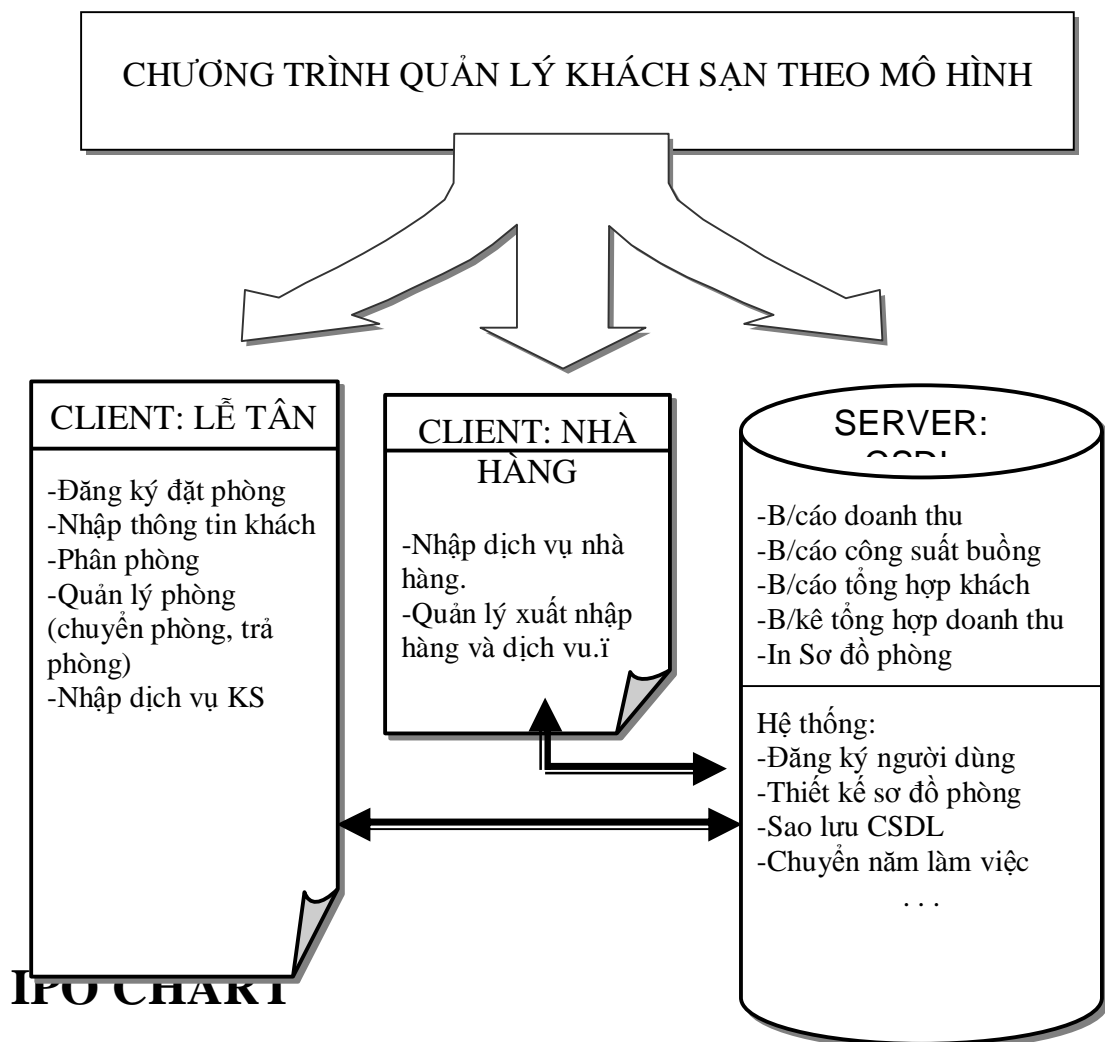 CHƯƠNG TRÌNH QUẢN LÝ KHÁCH SẠN THEO MÔ HÌNH
CLIENT: LỄ TÂN
-Đăng ký đặt phòng
-Nhập thông tin khách
-Phân phòng
-Quản lý phòng
(chuyển phòng, trả
phòng)
-Nhập dịch vụ KS
CLIENT: NHÀ
HÀNG
-Nhập dịch vụ nhà
hàng.
-Quản lý xuất nhập
hàng và dịch vu.ï
SERVER:
CSDL
-B/cáo doanh thu
-B/cáo công suất buồng
-B/cáo tổng hợp khách
-B/kê tổng hợp doanh thu
-In Sơ đồ phòng
Hệ thống:
-Đăng ký người dùng
-Thiết kế sơ đồ phòng
-Sao lưu CSDL
-Chuyển năm làm việc
. . .
IPO CHART